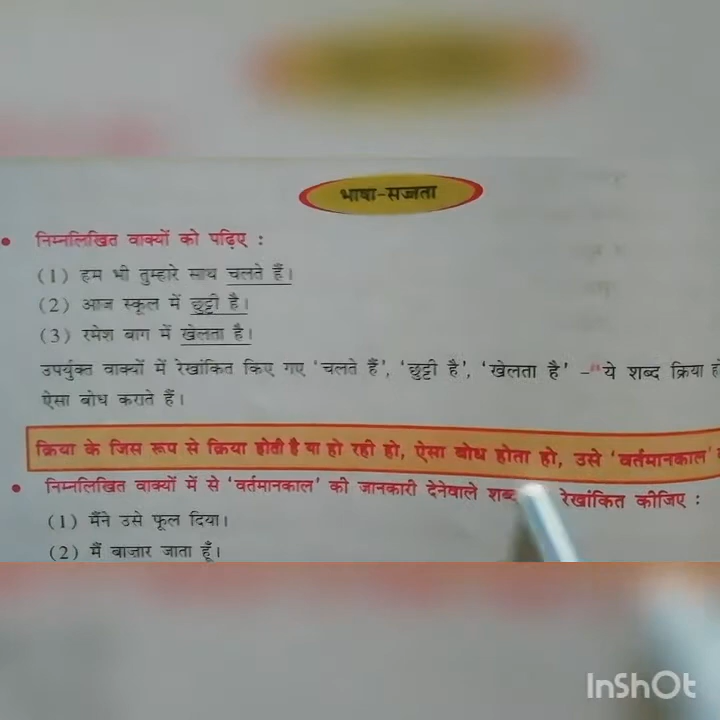 भाषा-सज्जता
• निम्नलिखित वाक्यों को पढ़िए :
(1) हम भी तुम्हारे साथ चलते हैं।
(2) आज स्कूल में छुट्टी है।
(3) रमेश बाग में खेलता है।
उपर्युक्त वाक्यों में रेखांकित किए गए 'चलते हैं', 'छुट्टी है', 'खेलता है' – ये शब्द क्रिया
ऐसा बोध कराते हैं।
क्रिया के जिस रूप से क्रिया होती है या हो रही हो, ऐसा बोध होता हो, उसे 'वर्तमानकाल'
• निम्नलिखित वाक्यों में से 'वर्तमानकाल' की जानकारी देनेवाले रेखांकित कीजिए :
(1) मैंने उसे फूल दिया।
(2) मैं बाज़ार जाता हूँ।
InShOt